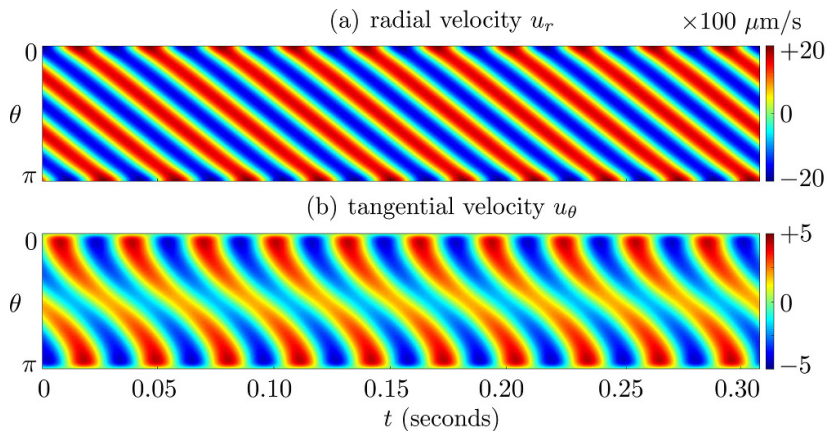 (a) radial velocity u_r ×100 μm/s
0 +20
θ 0
π −20
(b) tangential velocity u_θ
0 +5
θ 0
π −5
0 0.05 0.10 0.15 0.20 0.25 0.30
t (seconds)